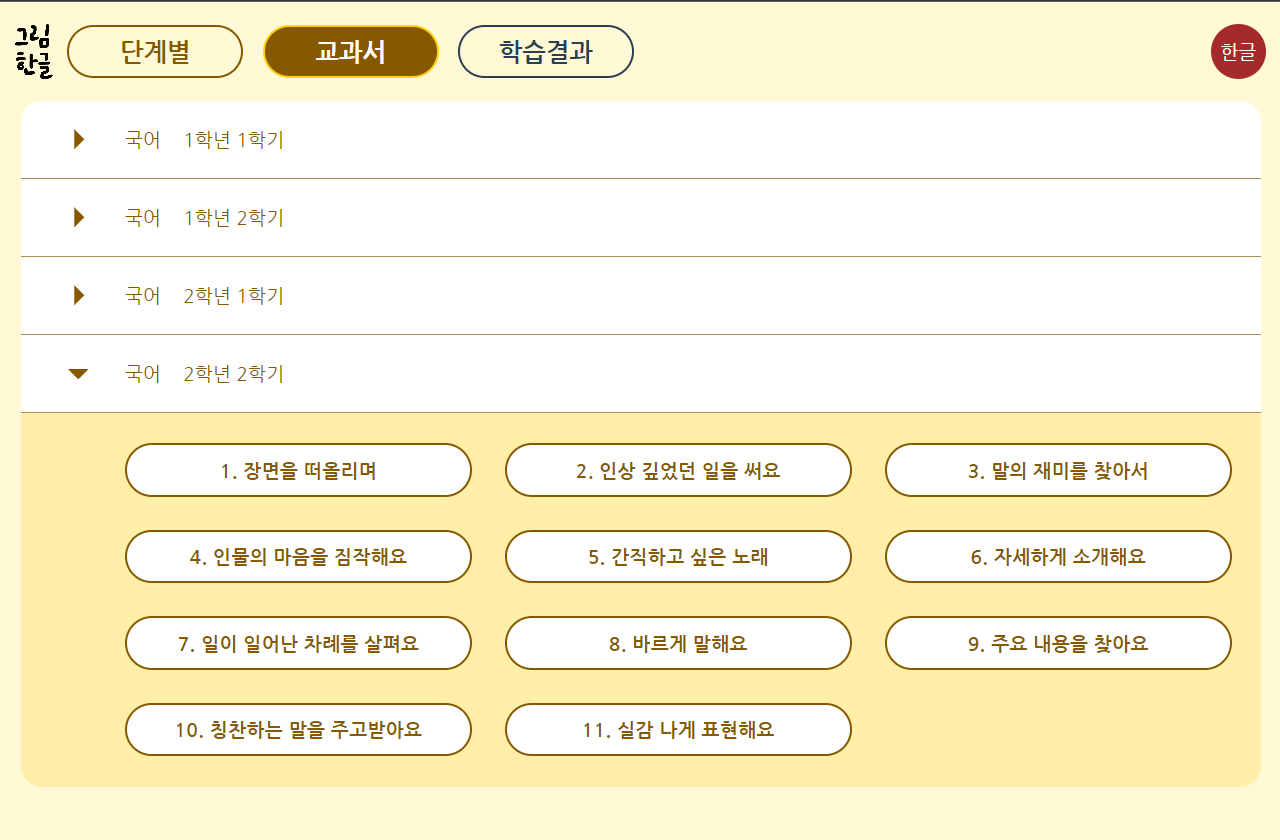 그림
한글
단계별
교과서
학습결과
한글
국어 1학년 1학기
국어 1학년 2학기
국어 2학년 1학기
국어 2학년 2학기
1. 장면을 떠올리며
2. 인상 깊었던 일을 써요
3. 말의 재미를 찾아서
4. 인물의 마음을 짐작해요
5. 간직하고 싶은 노래
6. 자세하게 소개해요
7. 일이 일어난 차례를 살펴요
8. 바르게 말해요
9. 주요 내용을 찾아요
10. 칭찬하는 말을 주고받아요
11. 실감 나게 표현해요